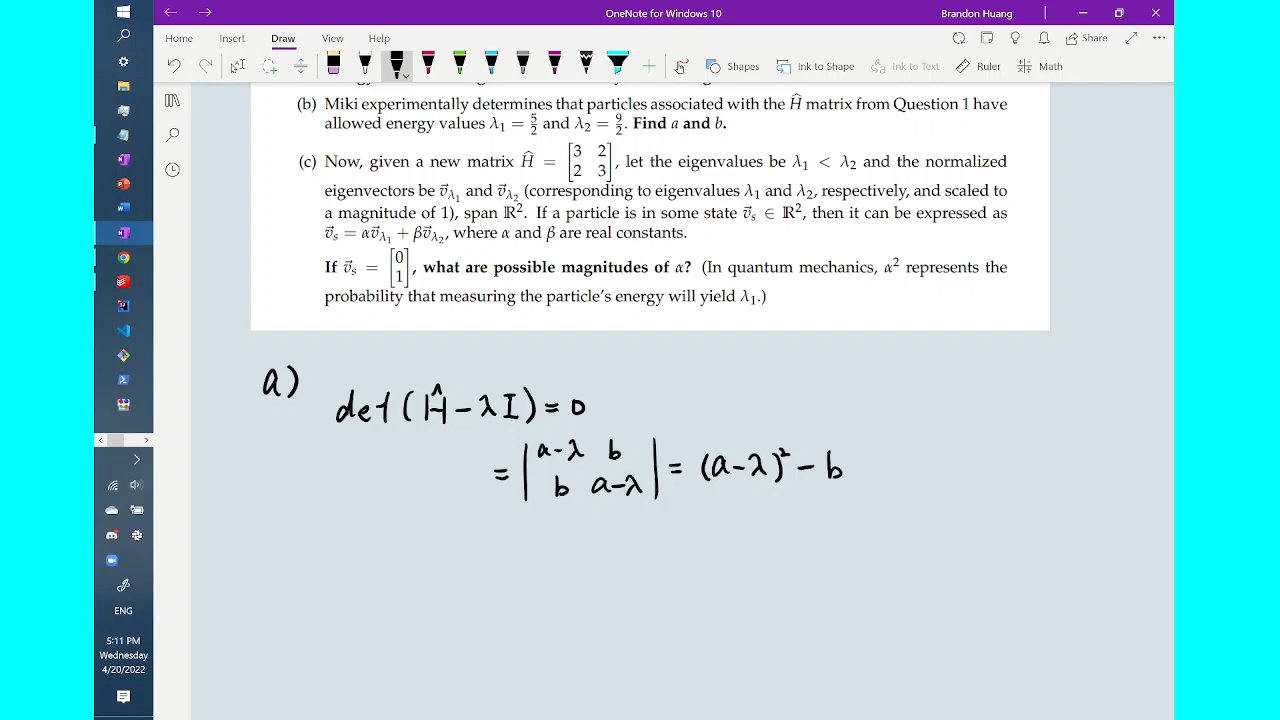 OneNote for Windows 10
Brandon Huang
Home Insert Draw View Help
Share
Shapes Ink to Shape Ink to Text Ruler Math
(b) Miki experimentally determines that particles associated with the Ĥ matrix from Question 1 have
allowed energy values λ₁ = 5/2 and λ₂ = 9/2. Find a and b.
(c) Now, given a new matrix Ĥ = [3 2; 2 3], let the eigenvalues be λ₁ < λ₂ and the normalized
eigenvectors be v⃗_λ₁ and v⃗_λ₂ (corresponding to eigenvalues λ₁ and λ₂, respectively, and scaled to
a magnitude of 1), span ℝ². If a particle is in some state v⃗ₛ ∈ ℝ², then it can be expressed as
v⃗ₛ = αv⃗_λ₁ + βv⃗_λ₂, where α and β are real constants.
If v⃗ₛ = [0; 1], what are possible magnitudes of α? (In quantum mechanics, α² represents the
probability that measuring the particle's energy will yield λ₁.)
a)
det(Ĥ - λI) = 0
= |a-λ b; b a-λ| = (a-λ)² - b
ENG
5:11 PM
Wednesday
4/20/2022